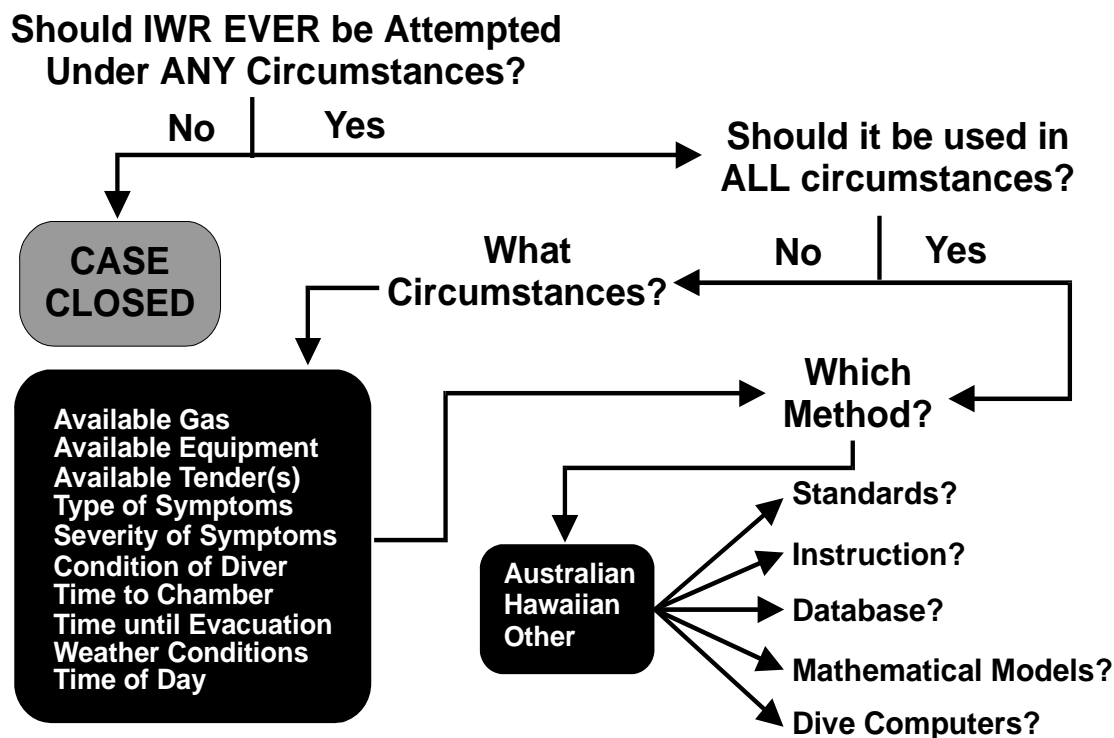 Should IWR EVER be Attempted
Under ANY Circumstances?
No
Yes
Should it be used in
ALL circumstances?
CASE
CLOSED
What
Circumstances?
No
Yes
Which
Method?
Available Gas
Available Equipment
Available Tender(s)
Type of Symptoms
Severity of Symptoms
Condition of Diver
Time to Chamber
Time until Evacuation
Weather Conditions
Time of Day
Australian
Hawaiian
Other
Standards?
Instruction?
Database?
Mathematical Models?
Dive Computers?